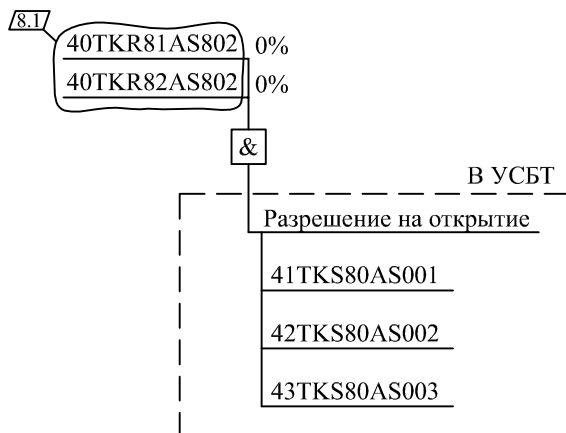 8.1
40TKR81AS802 0%
40TKR82AS802 0%
&
В УСБТ
Разрешение на открытие
41TKS80AS001
42TKS80AS002
43TKS80AS003